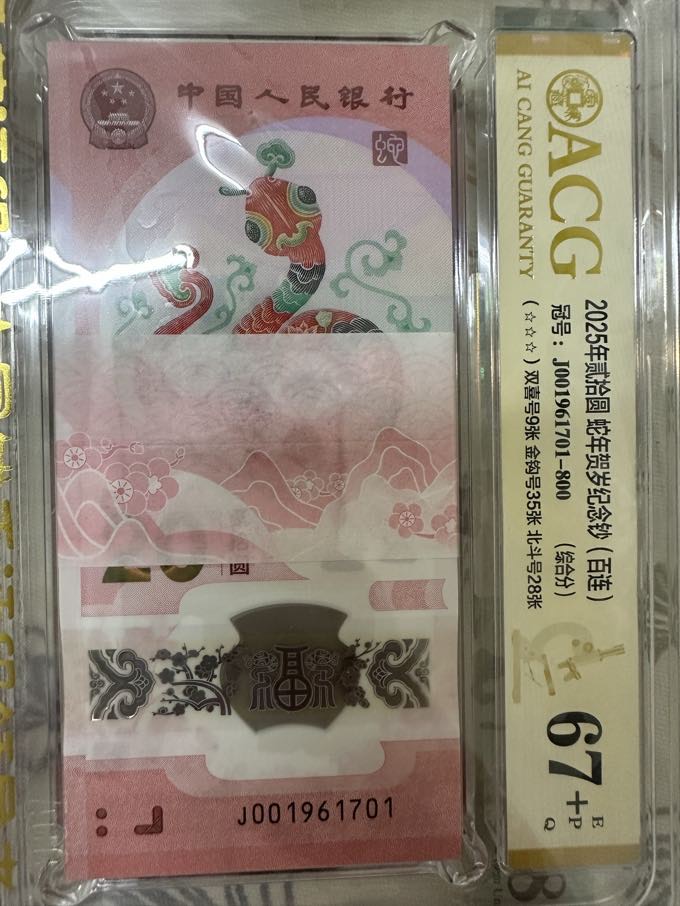 中国人民银行
蛇
圆
福
J001961701
ACG
AI CANG GUARANTY
2025年贰拾圆 蛇年贺岁纪念钞（百连）
冠号：J001961701-800 （综合分）
（☆☆☆）双喜号9张 金钩号35张 北斗号28张
67+
EPQ